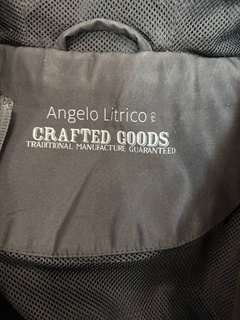 Angelo Litrico
CRAFTED GOODS
TRADITIONAL MANUFACTURE GUARANTEED